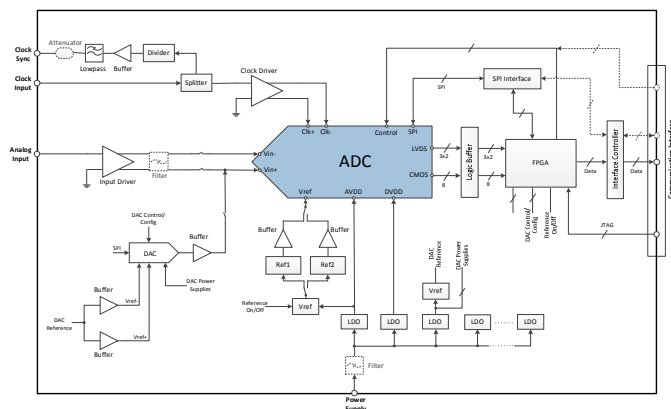 Clock
Sync
Attenuator
Lowpass
Buffer
Divider
Clock
Input
Splitter
Clock Driver
SPI
SPI Interface
Clk+
Clk-
Control
SPI
Analog
Input
Input Driver
Filter
Vin-
Vin+
ADC
LVDS
CMOS
3x2
8
Logic Buffer
3x2
8
FPGA
Data
Interface Controller
Data
Vref
AVDD
DVDD
DAC Control/
Config
Reference
On/Off
JTAG
DAC Control/
Config
SPI
DAC
Buffer
DAC Power
Supplies
Buffer
Buffer
Ref1
Ref2
DAC
Reference
DAC Power
Supplies
Vref
Reference
On/Off
Vref
Buffer
Vref-
DAC
Reference
Vref+
Buffer
LDO
LDO
LDO
LDO
LDO
Filter
Power